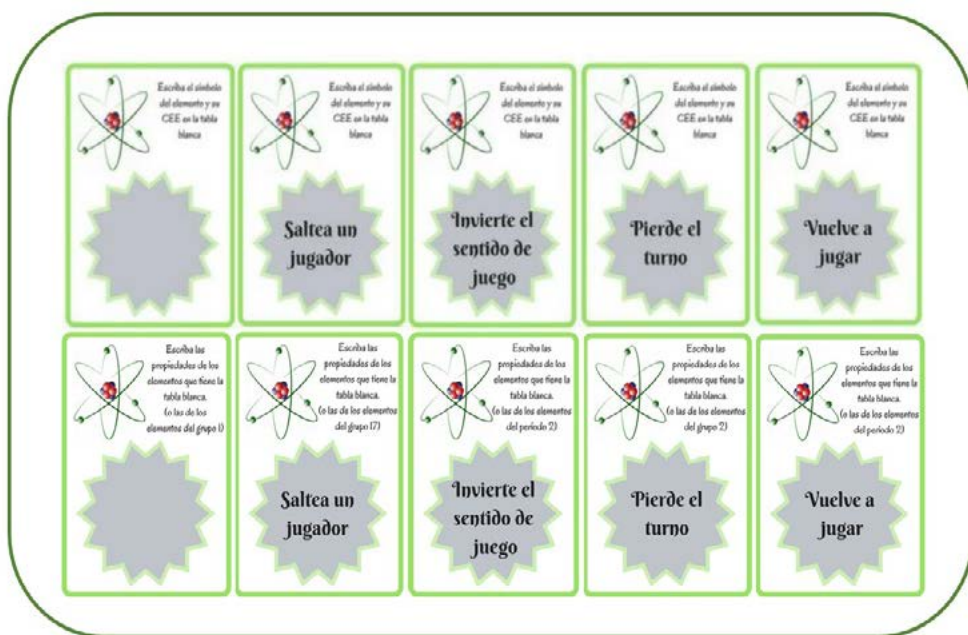 Escriba el símbolo
del elemento y su
CEE en la tabla
blanca
Escriba el símbolo
del elemento y su
CEE en la tabla
blanca
Saltea un
jugador
Escriba el símbolo
del elemento y su
CEE en la tabla
blanca
Invierte el
sentido de
juego
Escriba el símbolo
del elemento y su
CEE en la tabla
blanca
Pierde el
turno
Escriba el símbolo
del elemento y su
CEE en la tabla
blanca
Vuelve a
jugar
Escriba las
propiedades de los
elementos que tiene la
tabla blanca.
(o las de los
elementos del grupo 1)
Escriba las
propiedades de los
elementos que tiene la
tabla blanca.
(o las de los elementos
del grupo 17)
Saltea un
jugador
Escriba las
propiedades de los
elementos que tiene la
tabla blanca.
(o las de los elementos
del período 2)
Invierte el
sentido de
juego
Escriba las
propiedades de los
elementos que tiene la
tabla blanca.
(o las de los elementos
del grupo 2)
Pierde el
turno
Escriba las
propiedades de los
elementos que tiene la
tabla blanca.
(o las de los elementos
del período 2)
Vuelve a
jugar